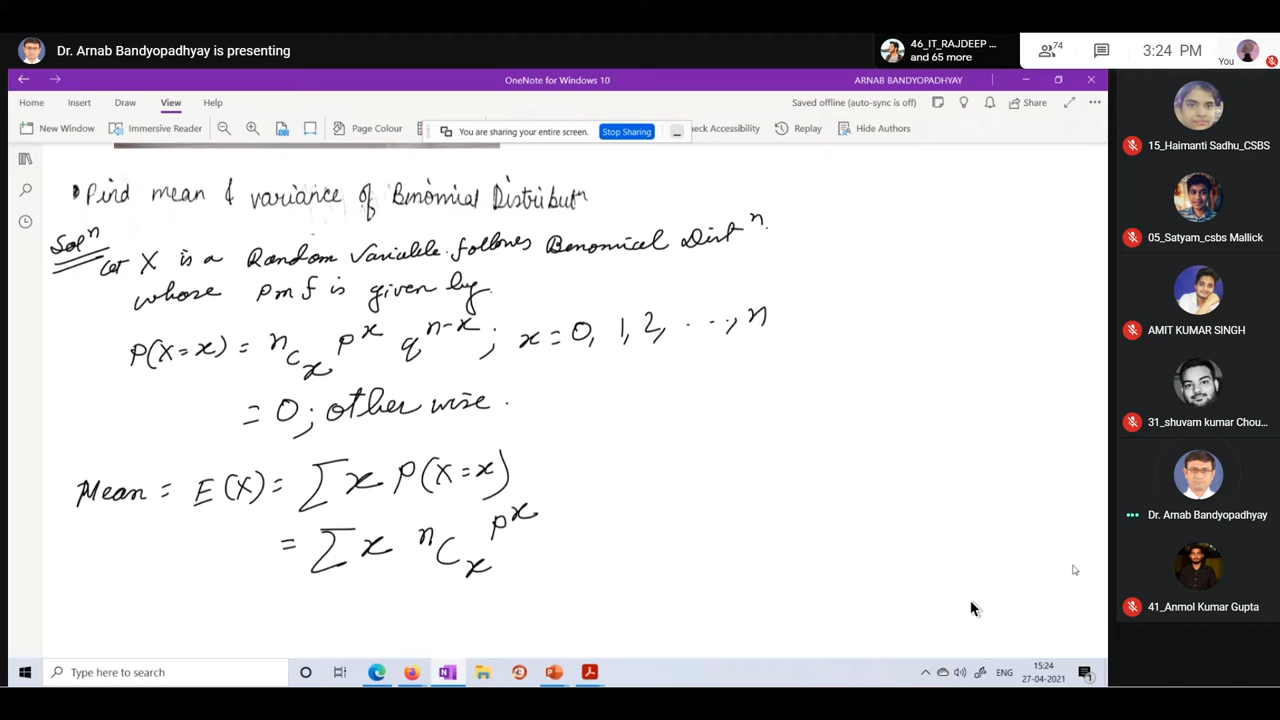 Dr. Arnab Bandyopadhyay is presenting
46_IT_RAJDEEP ...
and 65 more
74
3:24 PM
You
OneNote for Windows 10
ARNAB BANDYOPADHYAY
Home Insert Draw View Help
Saved offline (auto-sync is off)
Share
New Window
Immersive Reader
Page Colour
You are sharing your entire screen.
Stop Sharing
eck Accessibility
Replay
Hide Authors
Find mean & variance of Binomial Distributn
Solⁿ
Let X is a Random Variable follows Benomical Distⁿ.
whose pmf is given by
P(X=x) = ⁿCₓ pˣ qⁿ⁻ˣ ; x = 0, 1, 2, ..., n
= 0 ; otherwise.
Mean = E(X) = ∑ x P(X=x)
= ∑ x ⁿCₓ pˣ
15_Haimanti Sadhu_CSBS
05_Satyam_csbs Mallick
AMIT KUMAR SINGH
31_shuvam kumar Chou...
Dr. Arnab Bandyopadhyay
41_Anmol Kumar Gupta
Type here to search
ENG
15:24
27-04-2021
1